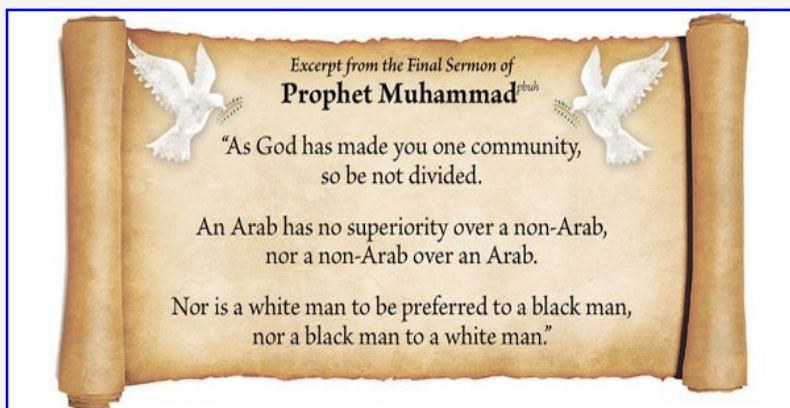 Excerpt from the Final Sermon of
Prophet Muhammad pbuh
“As God has made you one community,
so be not divided.
An Arab has no superiority over a non-Arab,
nor a non-Arab over an Arab.
Nor is a white man to be preferred to a black man,
nor a black man to a white man.”